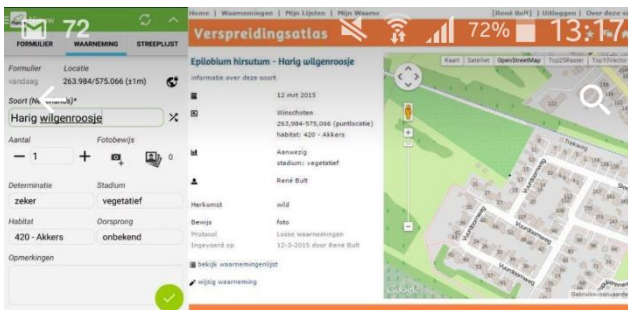 72
72%
13:17
FORMULIER
WAARNEMING
STREEPLIJST
Formulier
Locatie
vandaag
263.984/575.066 (±1m)
Harig wilgenroosje
Aantal
Fotobewijs
1
0
Determinatie
Stadium
zeker
vegetatief
Habitat
Oorsprong
420 - Akkers
onbekend
Opmerkingen
Home | Waarnemingen | Mijn Lijsten | Mijn Waarne
[René Bult] | Uitloggen | Over deze si
Verspreidingsatlas
Epilobium hirsutum - Harig wilgenroosje
informatie over deze soort
12 mrt 2015
Winschoten
263,984-575,066 (puntlocatie)
habitat: 420 - Akkers
Aanwezig
stadium: vegetatief
René Bult
Herkomst
wild
Bewijs
foto
Protocol
Losse waarnemingen
Ingevoerd op
12-3-2015 door René Bult
bekijk waarnemingenlijst
wijzig waarneming
Kaart
Satelliet
OpenStreetMap
Top25Raster
Top10Vector
Trekweg
Vuurdoornweg
Vuurdoornweg
Vuurdoornweg
Google